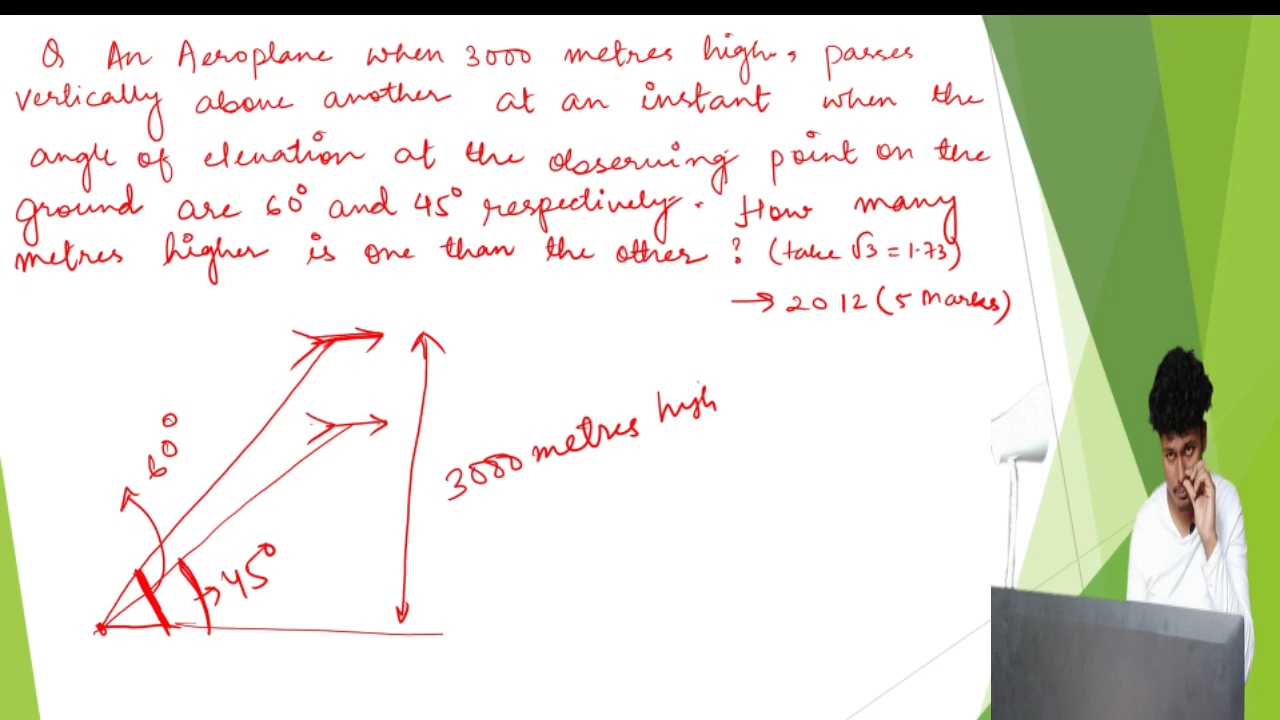 Q An Aeroplane when 3000 metres high, passes
vertically above another at an instant when the
angle of elevation at the observing point on the
ground are 60° and 45° respectively. How many
metres higher is one than the other ? (take √3 = 1.73)
→ 2012 (5 Marks)
60°
3000 metres high
→ 45°